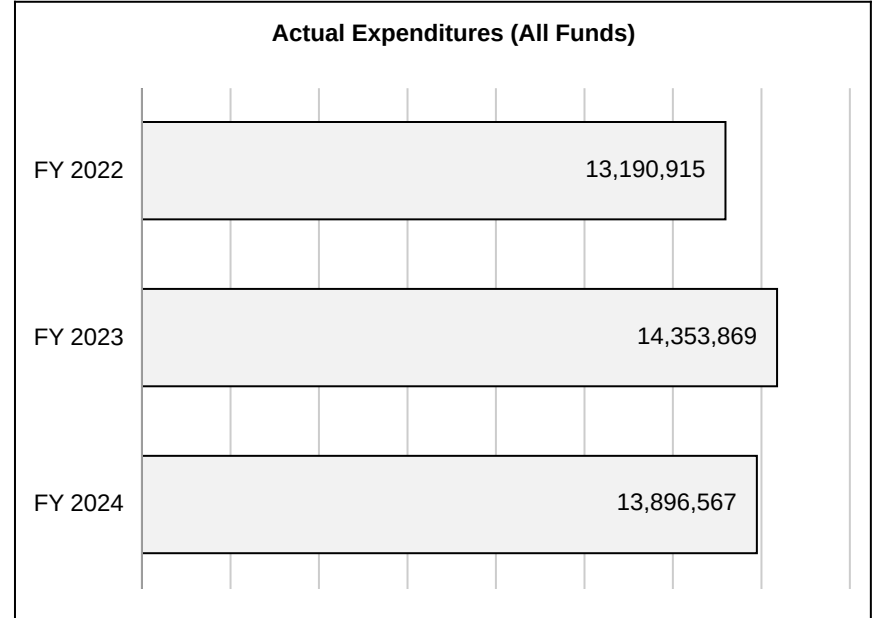 Actual Expenditures (All Funds)
FY 2022
13,190,915
FY 2023
14,353,869
FY 2024
13,896,567